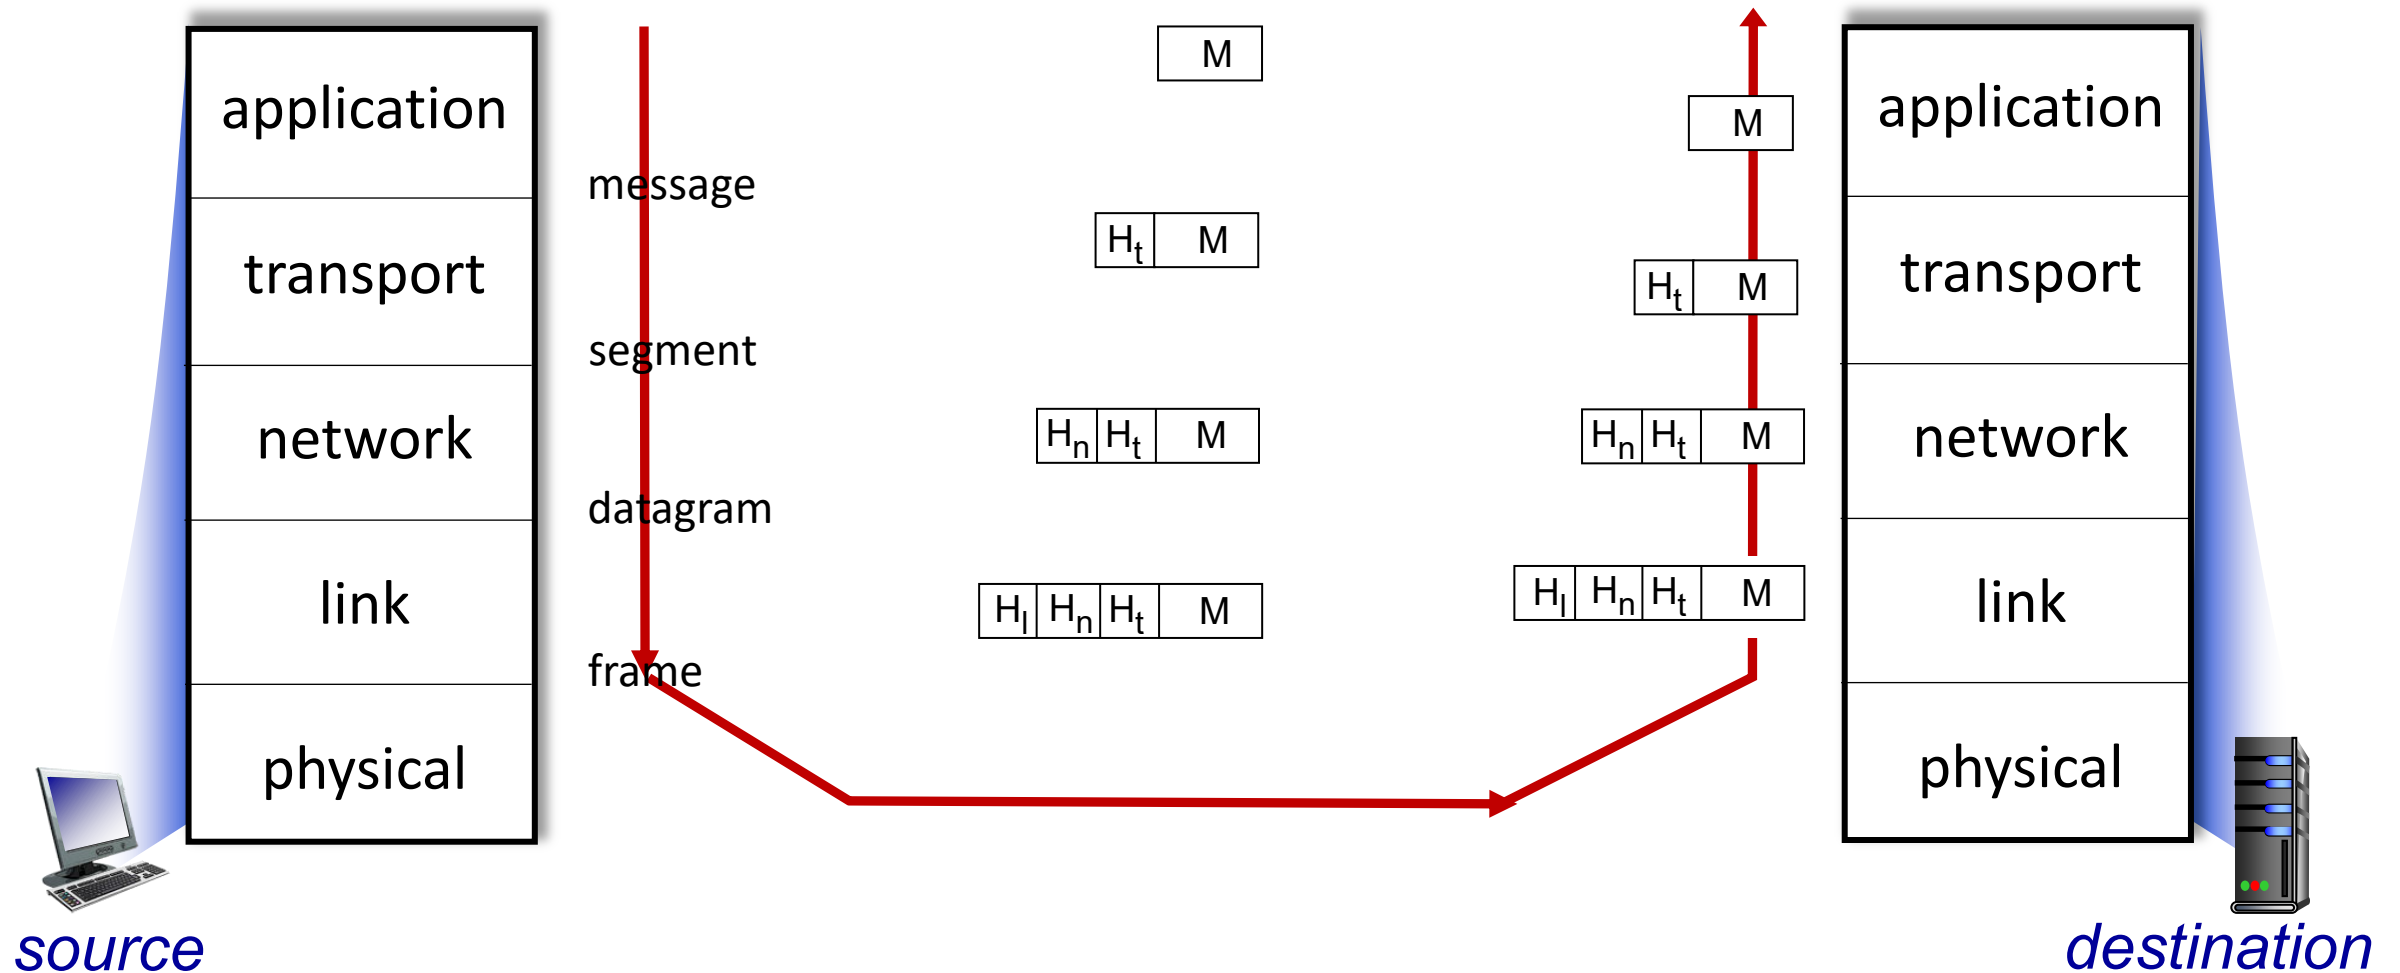 application
message
transport
segment
network
datagram
link
frame
physical
source
M
Ht M
Hn Ht M
Hl Hn Ht M
M
Ht M
Hn Ht M
Hl Hn Ht M
application
transport
network
link
physical
destination